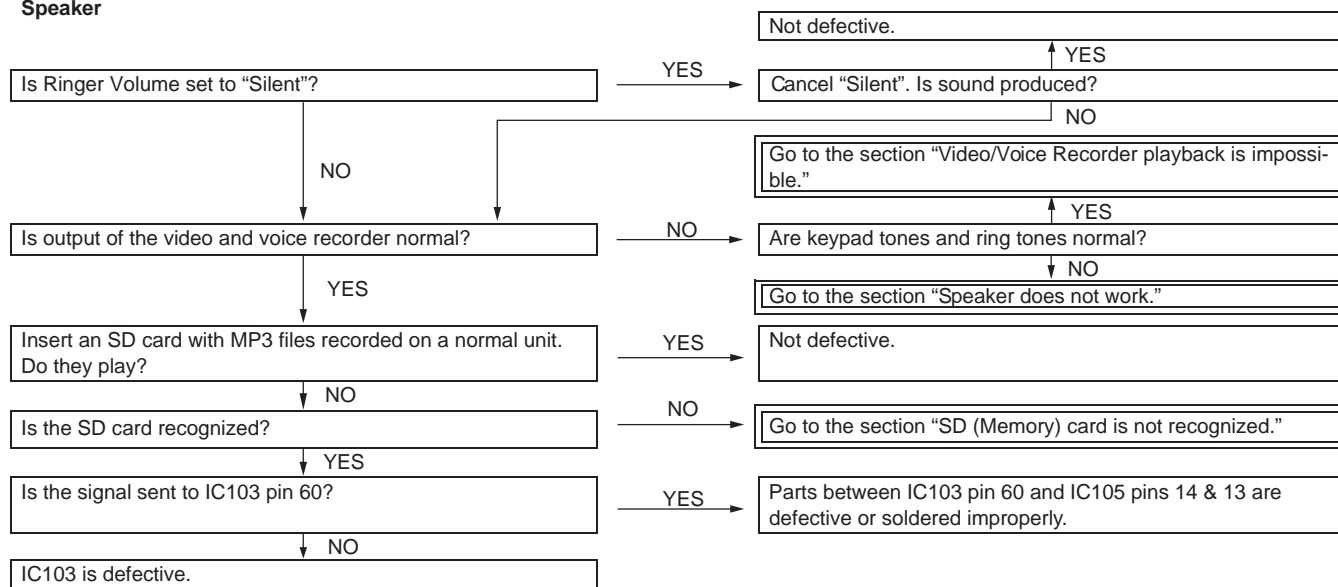 Speaker
Not defective.
YES
Is Ringer Volume set to “Silent”?
YES
Cancel “Silent”. Is sound produced?
NO
Go to the section “Video/Voice Recorder playback is impossi-
ble.”
NO
YES
Is output of the video and voice recorder normal?
NO
Are keypad tones and ring tones normal?
NO
YES
Go to the section “Speaker does not work.”
Insert an SD card with MP3 files recorded on a normal unit.
Do they play?
YES
Not defective.
NO
Is the SD card recognized?
NO
Go to the section “SD (Memory) card is not recognized.”
YES
Is the signal sent to IC103 pin 60?
YES
Parts between IC103 pin 60 and IC105 pins 14 & 13 are
defective or soldered improperly.
NO
IC103 is defective.